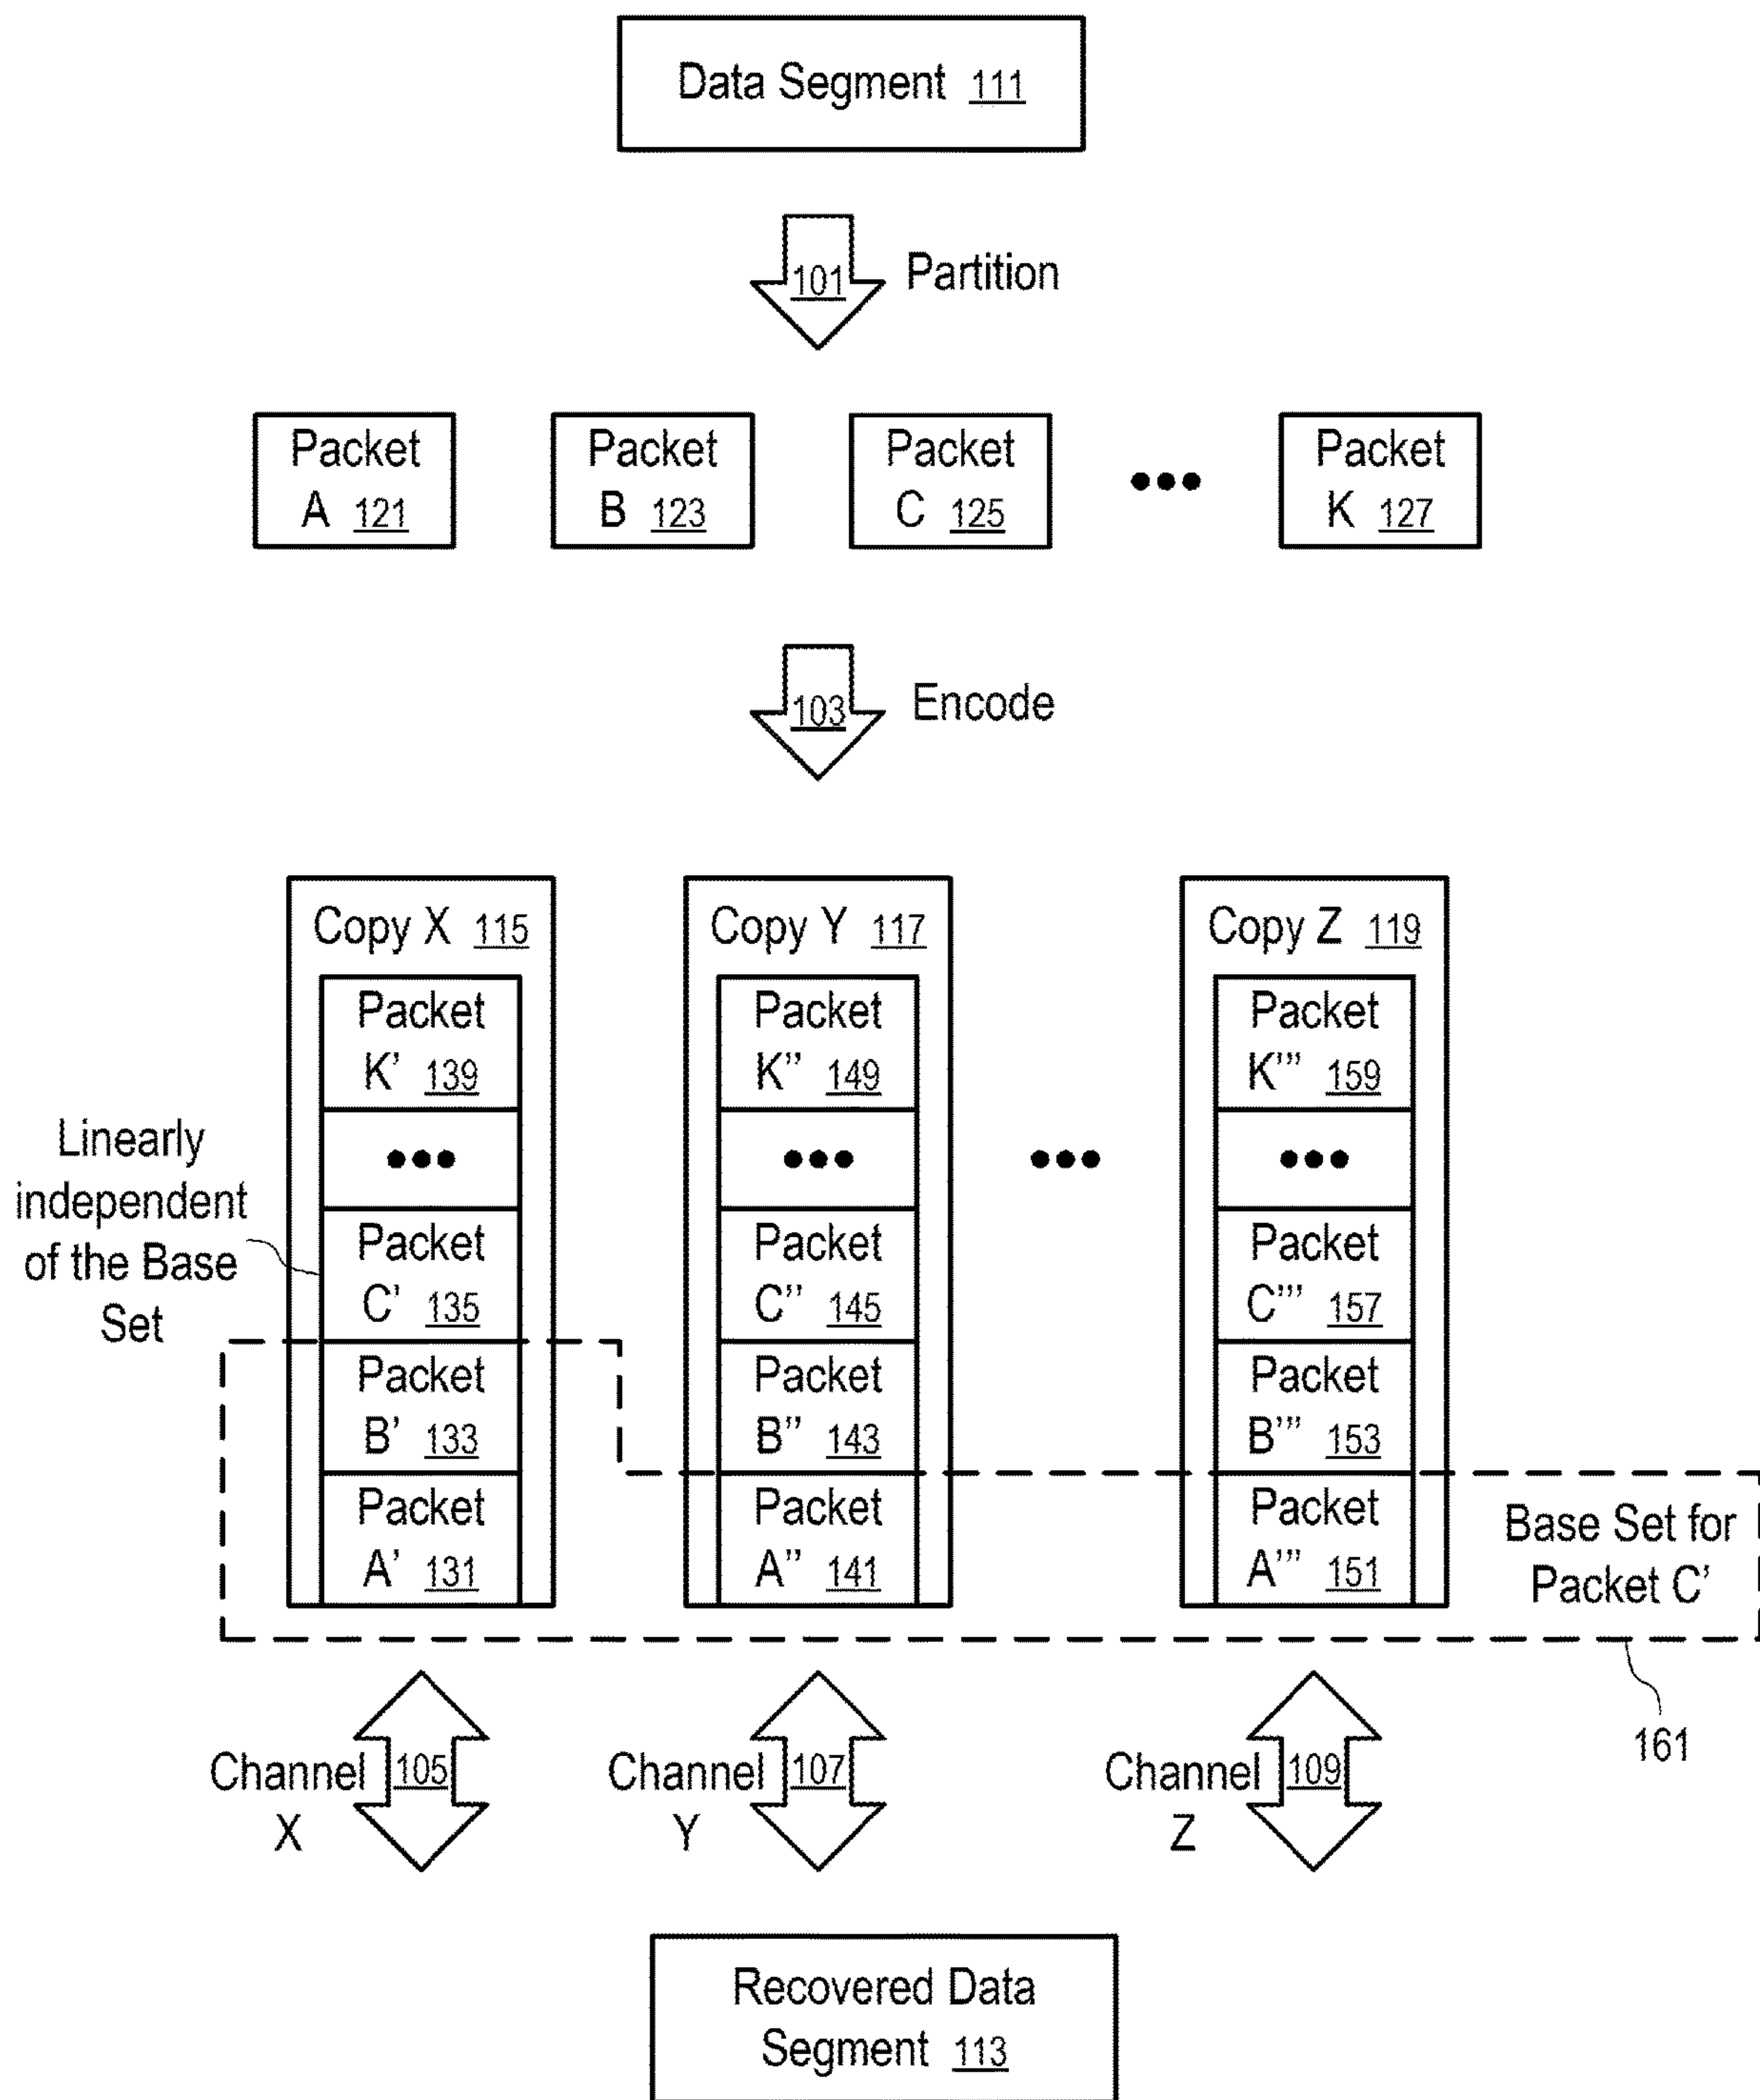 Data Segment 111
101 Partition
Packet
A 121
Packet
B 123
Packet
C 125
•••
Packet
K 127
103 Encode
Copy X 115
Packet
K' 139
•••
Packet
C' 135
Packet
B' 133
Packet
A' 131
Copy Y 117
Packet
K" 149
•••
Packet
C" 145
Packet
B" 143
Packet
A" 141
•••
Copy Z 119
Packet
K''' 159
•••
Packet
C''' 157
Packet
B''' 153
Packet
A''' 151
Linearly
independent
of the Base
Set
Base Set for
Packet C'
161
Channel 105
X
Channel 107
Y
Channel 109
Z
Recovered Data
Segment 113